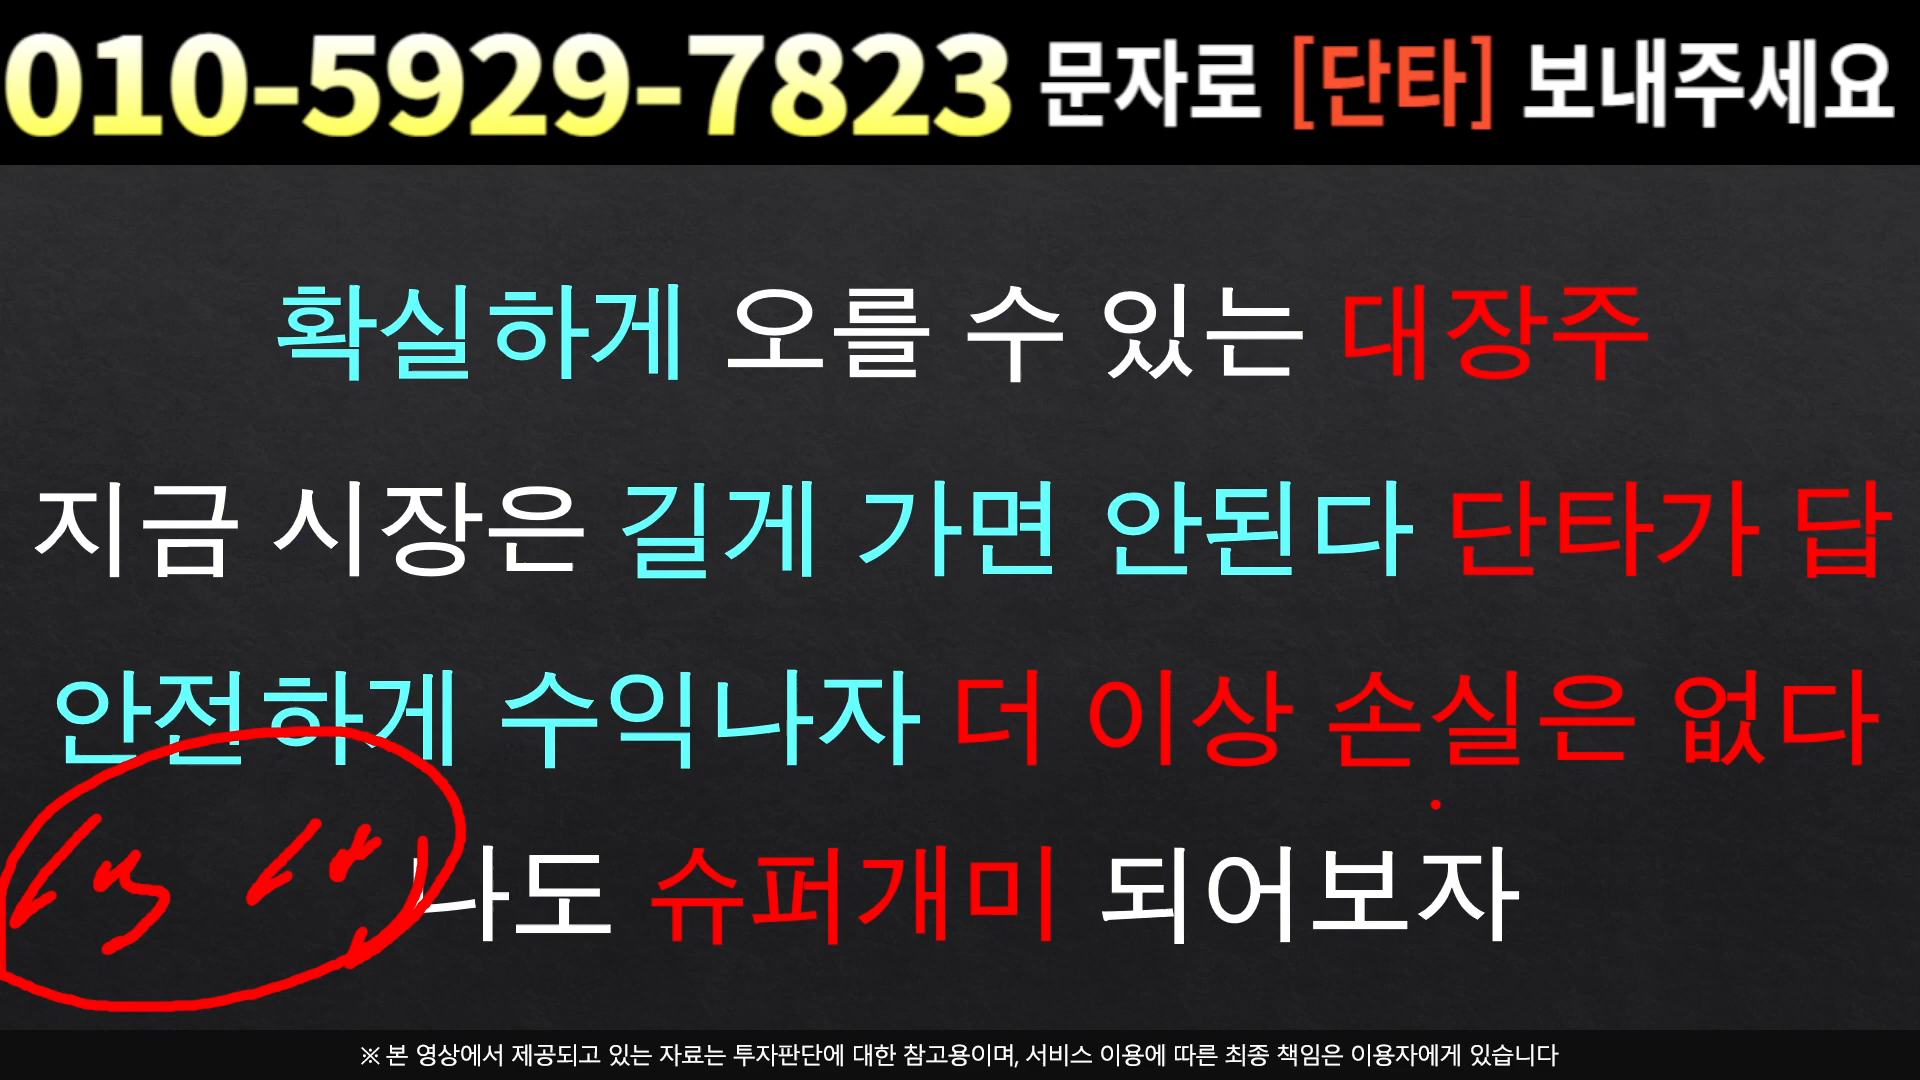 010-5929-7823 문자로 [단타] 보내주세요
확실하게 오를 수 있는 대장주
지금 시장은 길게 가면 안된다 단타가 답
안전하게 수익나자 더 이상 손실은 없다
나도 슈퍼개미 되어보자
※ 본 영상에서 제공되고 있는 자료는 투자판단에 대한 참고용이며, 서비스 이용에 따른 최종 책임은 이용자에게 있습니다